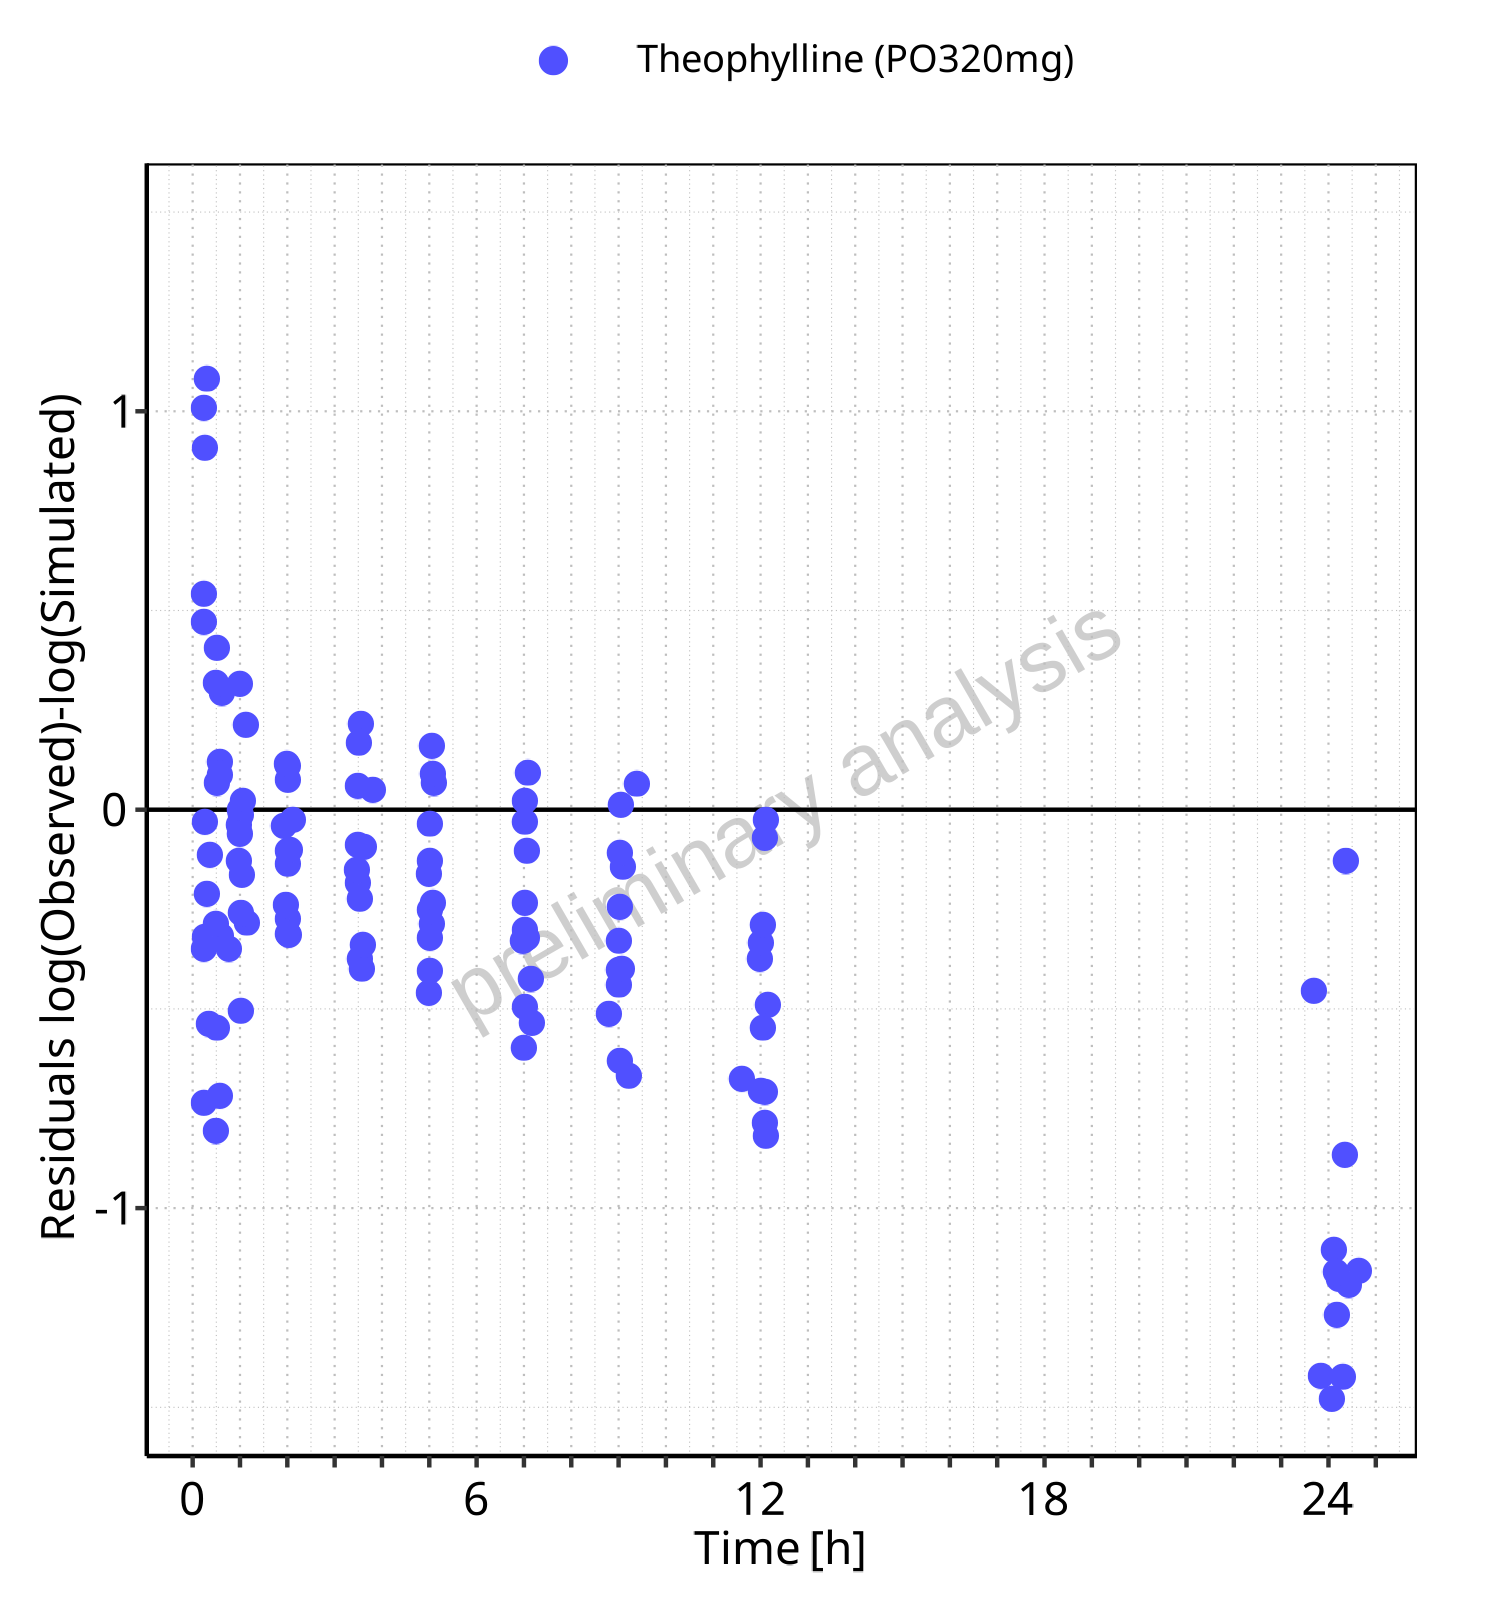 Theophylline (PO320mg)
Residuals log(Observed)-log(Simulated)
1
0
-1
preliminary analysis
0 6 12 18 24
Time [h]